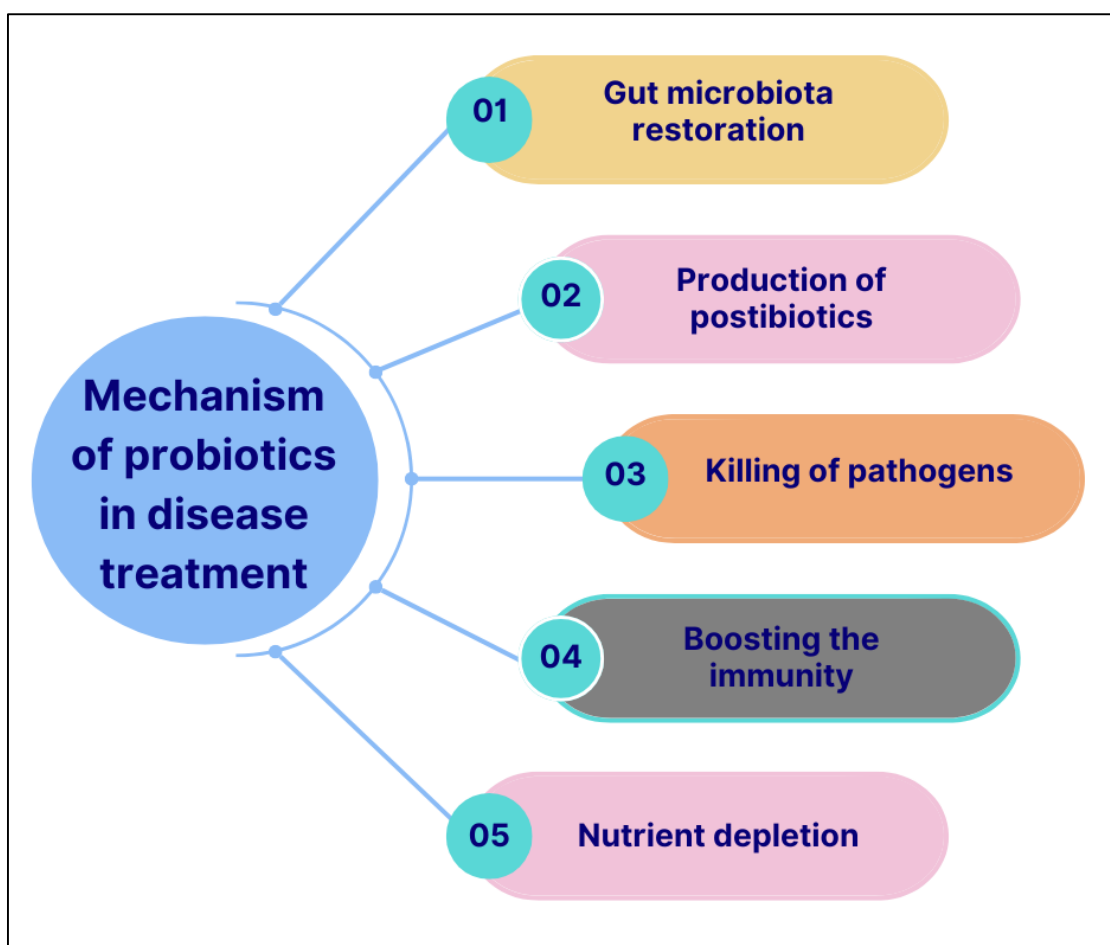 Mechanism
of probiotics
in disease
treatment
01
Gut microbiota
restoration
02
Production of
postibiotics
03
Killing of pathogens
04
Boosting the
immunity
05
Nutrient depletion